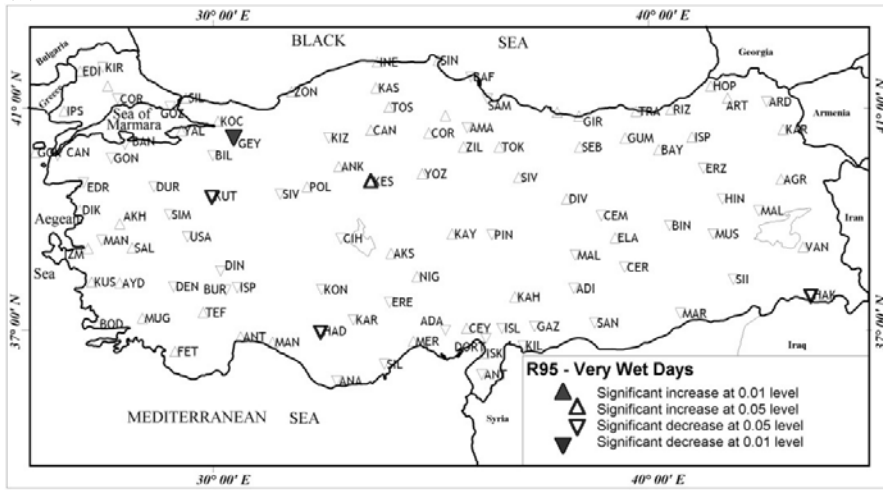 30° 00' E 40° 00' E
BLACK SEA
Bulgaria
Georgia
Greece
Armenia
Iran
Iraq
Syria
41° 00' N
37° 00' N
Sea of
Marmara
Aegean
Sea
MEDITERRANEAN SEA
EDI KIR INE SIN BAF
COR SIL ZON KAS SAM HOP ART ARD
IPS GOZ KOC TOS GIR TRA RIZ
YAL GEY KIZ CAN COR AMA GUM ISP KAR
GOK CAN BAN GON BIL ZIL TOK SEB BAY
EDR DUR KUT SIV POL ANK KES YOZ SIV ERZ AGR
DIK AKH SIM DIV CEM HIN MAL
IZM MAN SAL USA CIH AKS KAY PIN ELA BIN MUS VAN
KUS AYD DEN DIN BUR ISP KON NIG MAL CER SII HAK
BOD MUG TEF ERE KAH ADI
FET ANT MAN HAD KAR ADA MER CEY ISL GAZ SAN MAR
ANA SIL DORT ISK KIL
ANT
R95 - Very Wet Days
Significant increase at 0.01 level
Significant increase at 0.05 level
Significant decrease at 0.05 level
Significant decrease at 0.01 level
30° 00' E 40° 00' E